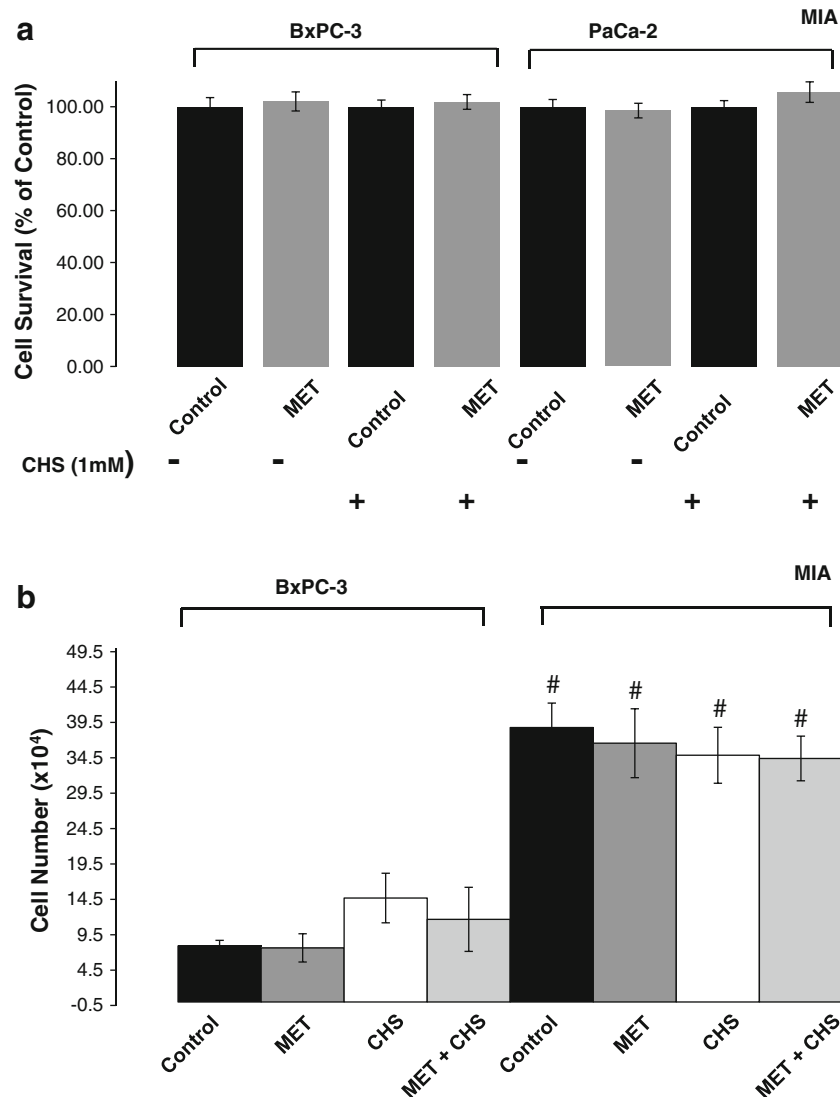 a
BxPC-3
PaCa-2
MIA
Cell Survival (% of Control)
100.00
80.00
60.00
40.00
20.00
0.00
Control MET Control MET Control MET Control MET
CHS (1mM) - - - -
+ + + +
b
BxPC-3
MIA
Cell Number (x10⁴)
49.5
44.5
39.5
34.5
29.5
24.5
19.5
14.5
9.5
4.5
-0.5
# # # #
Control MET CHS MET + CHS Control MET CHS MET + CHS